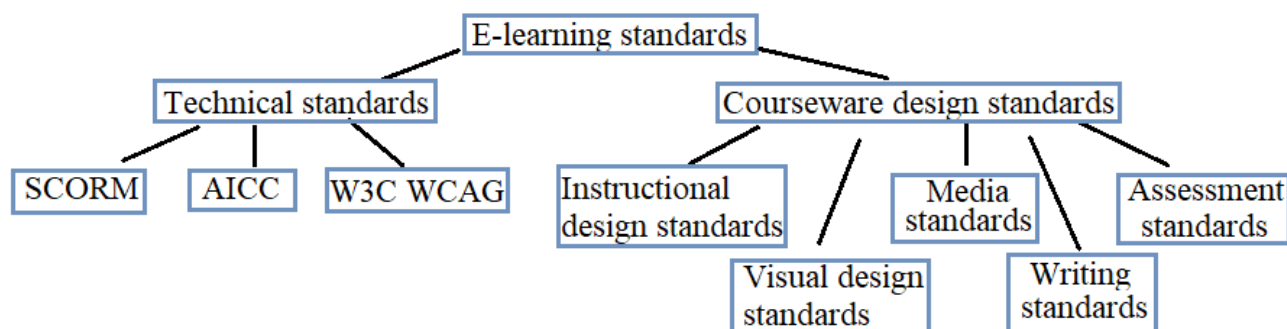 E-learning standards
Technical standards
Courseware design standards
SCORM
AICC
W3C WCAG
Instructional
design standards
Visual design
standards
Media
standards
Writing
standards
Assessment
standards